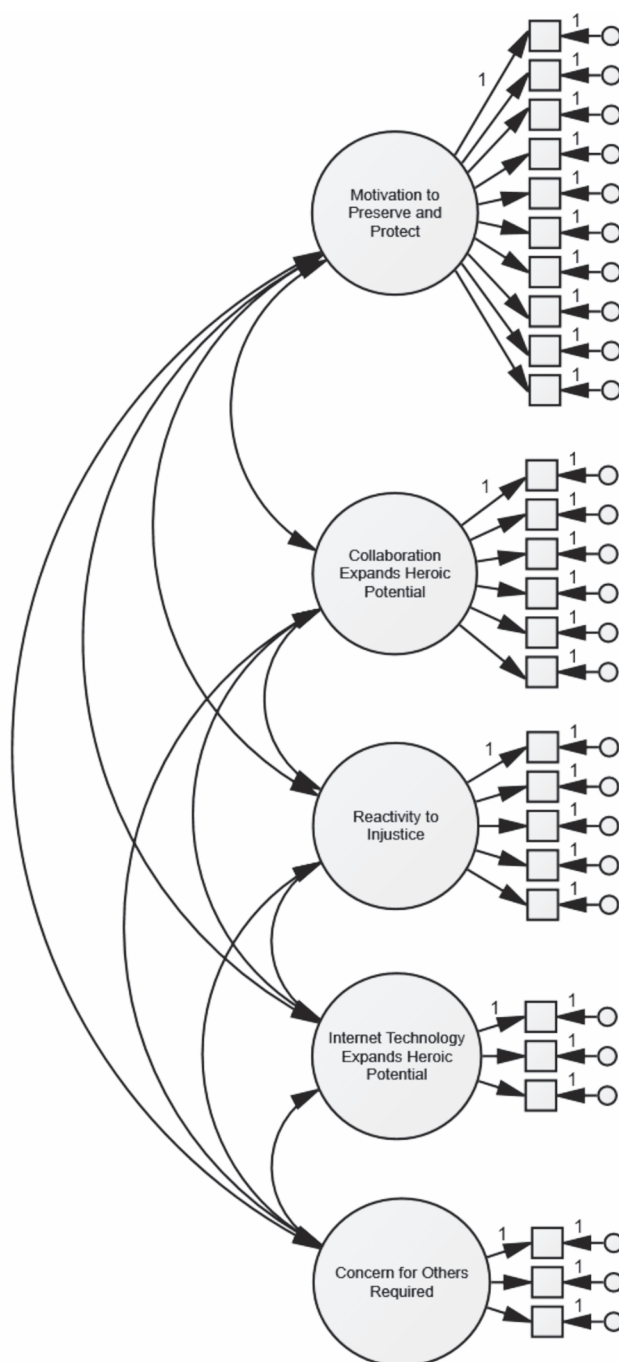 1
1
1
1
1
1
1
1
1
1
1
Motivation to
Preserve and
Protect
1
1
1
1
1
1
1
Collaboration
Expands Heroic
Potential
1
1
1
1
1
1
Reactivity to
Injustice
1
1
1
1
Internet Technology
Expands Heroic
Potential
1
1
1
1
Concern for Others
Required